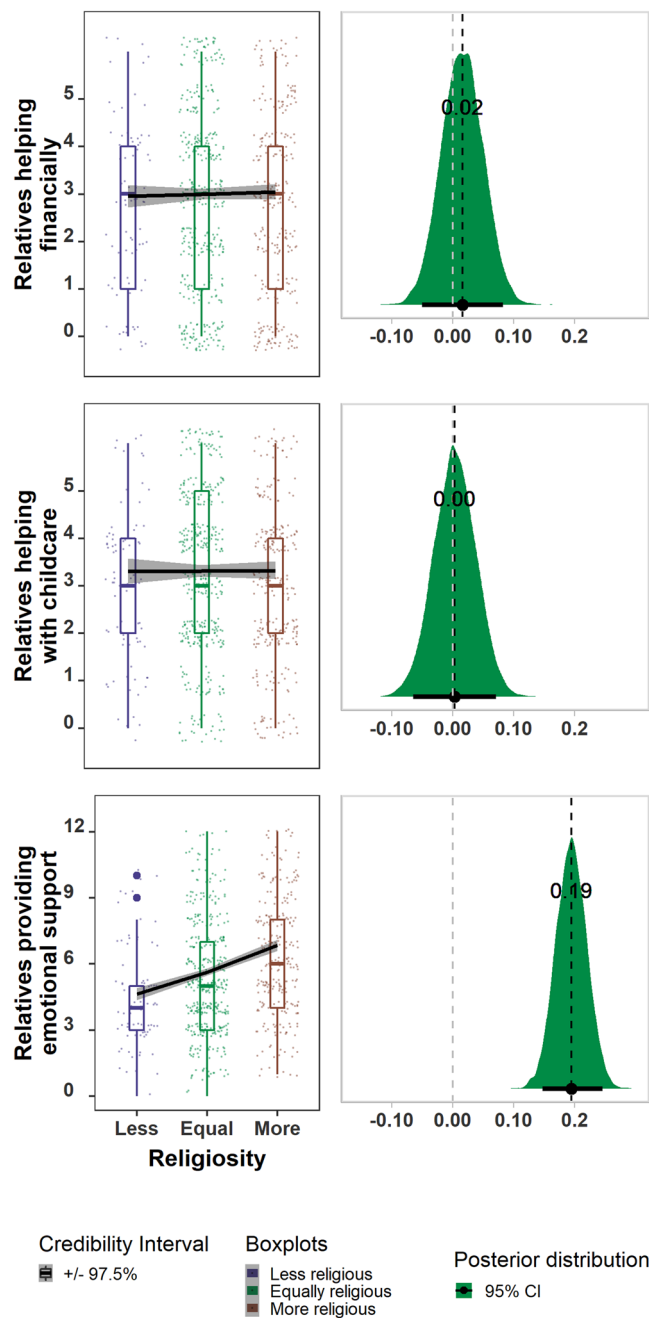 Relatives helping
financially
5
4
3
2
1
0
0.02
-0.10
0.00
0.10
0.2
Relatives helping
with childcare
5
4
3
2
1
0
0.00
-0.10
0.00
0.10
0.2
Relatives providing
emotional support
12
9
6
3
0
Less
Equal
More
Religiosity
0.19
-0.10
0.00
0.10
0.2
Credibility Interval
+/- 97.5%
Boxplots
Less religious
Equally religious
More religious
Posterior distribution
95% CI